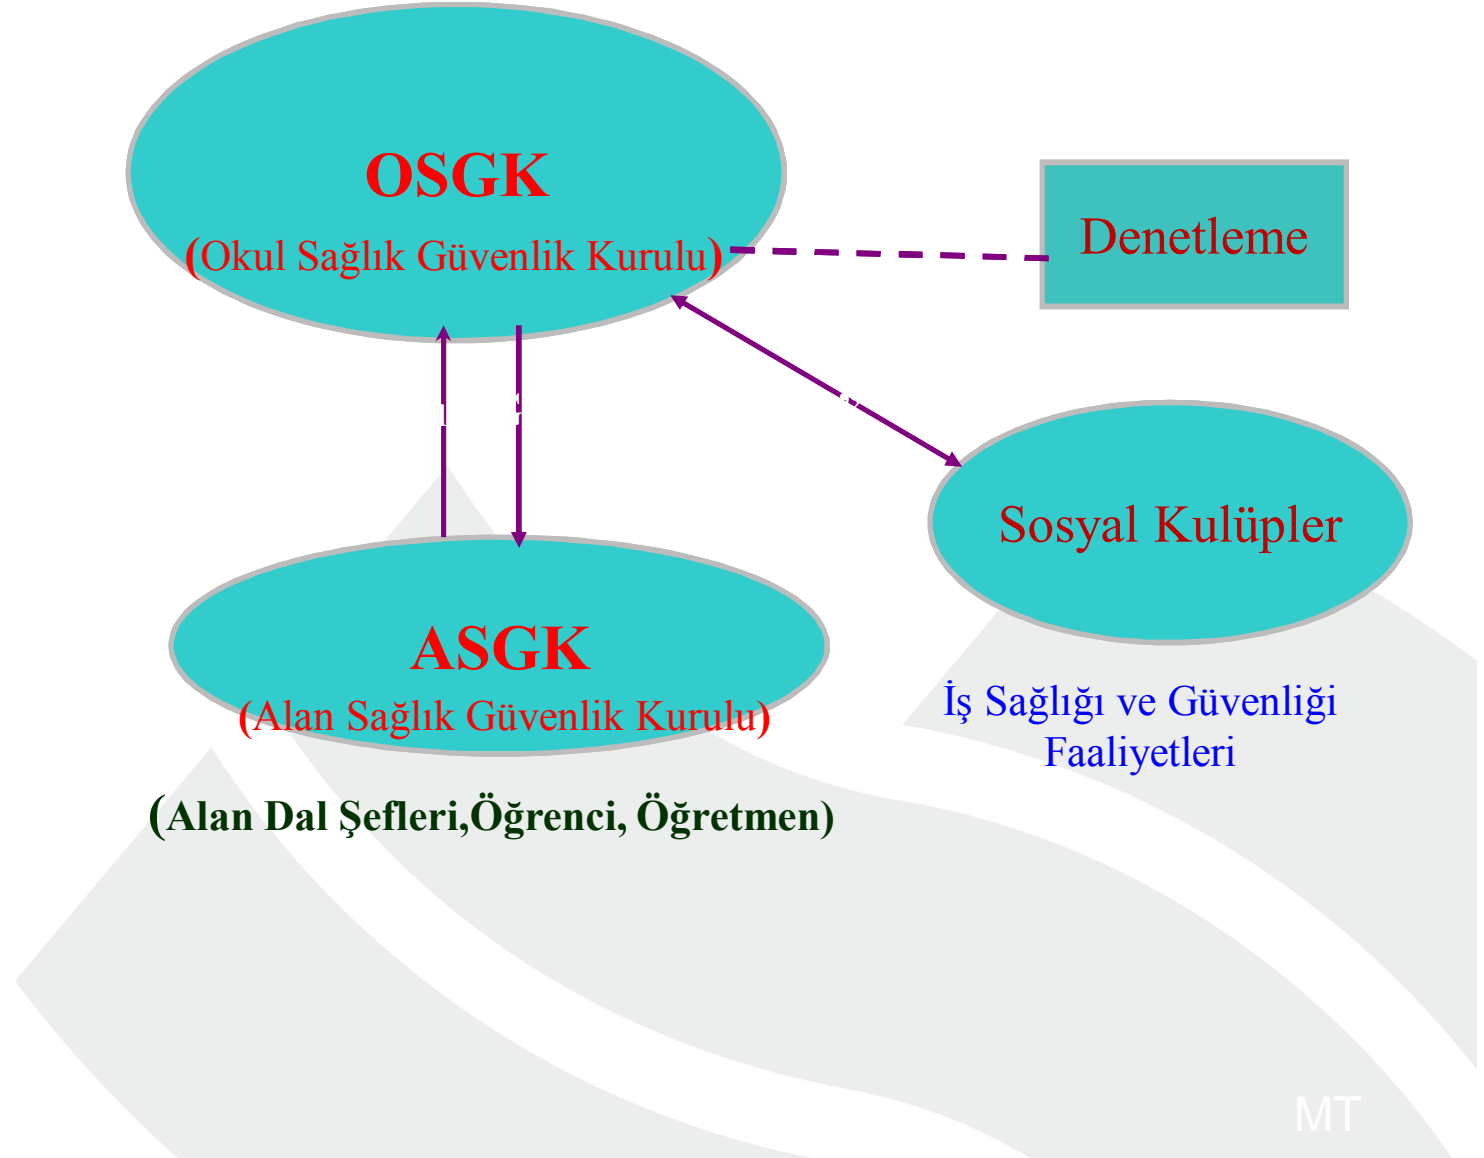 OSGK
(Okul Sağlık Güvenlik Kurulu)
Denetleme
Sosyal Kulüpler
ASGK
(Alan Sağlık Güvenlik Kurulu)
İş Sağlığı ve Güvenliği
Faaliyetleri
(Alan Dal Şefleri,Öğrenci, Öğretmen)
MT